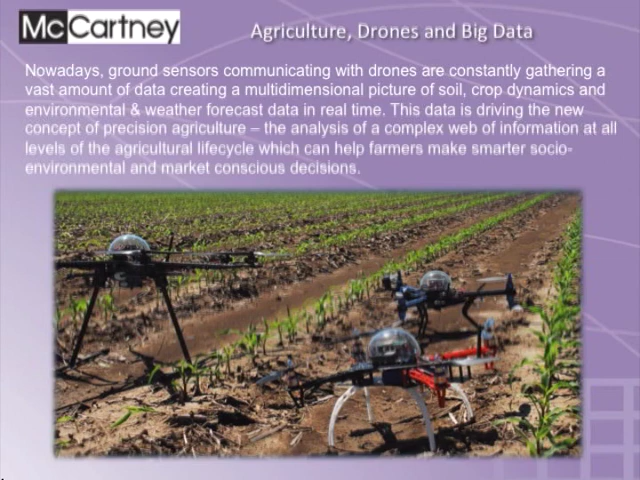 McCartney
Agriculture, Drones and Big Data
Nowadays, ground sensors communicating with drones are constantly gathering a
vast amount of data creating a multidimensional picture of soil, crop dynamics and
environmental & weather forecast data in real time. This data is driving the new
concept of precision agriculture – the analysis of a complex web of information at all
levels of the agricultural lifecycle which can help farmers make smarter socio-
environmental and market conscious decisions.